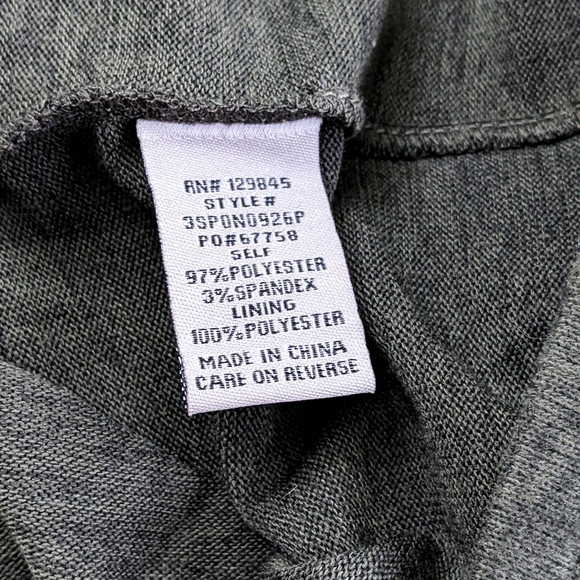 RN# 129845
STYLE#
3SPON0926P
PO#67758
SELF
97%POLYESTER
3%SPANDEX
LINING
100%POLYESTER
MADE IN CHINA
CARE ON REVERSE